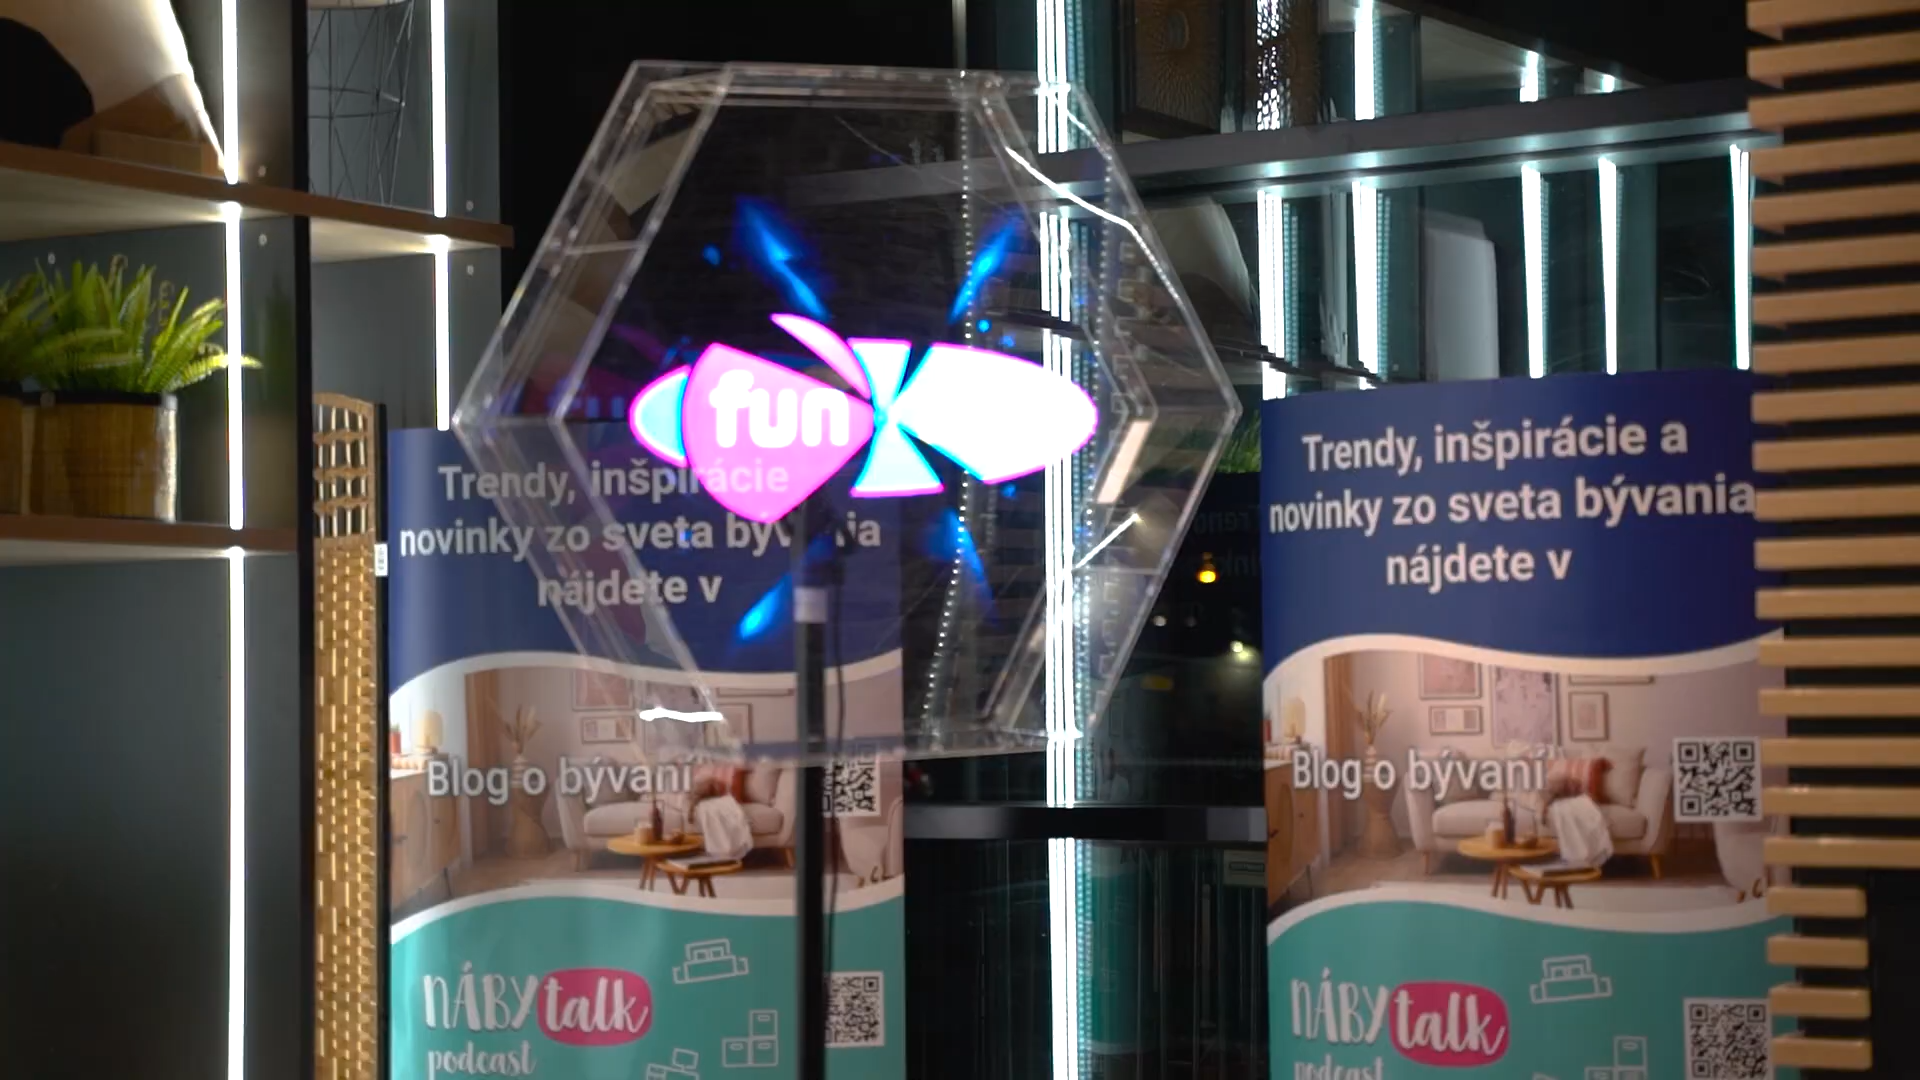 fun
Trendy, inšpirácie
novinky zo sveta bývania
nájdete v
Blog o bývaní
NÁBYtalk
podcast
Trendy, inšpirácie a
novinky zo sveta bývania
nájdete v
Blog o bývaní
NÁBYtalk
podcast